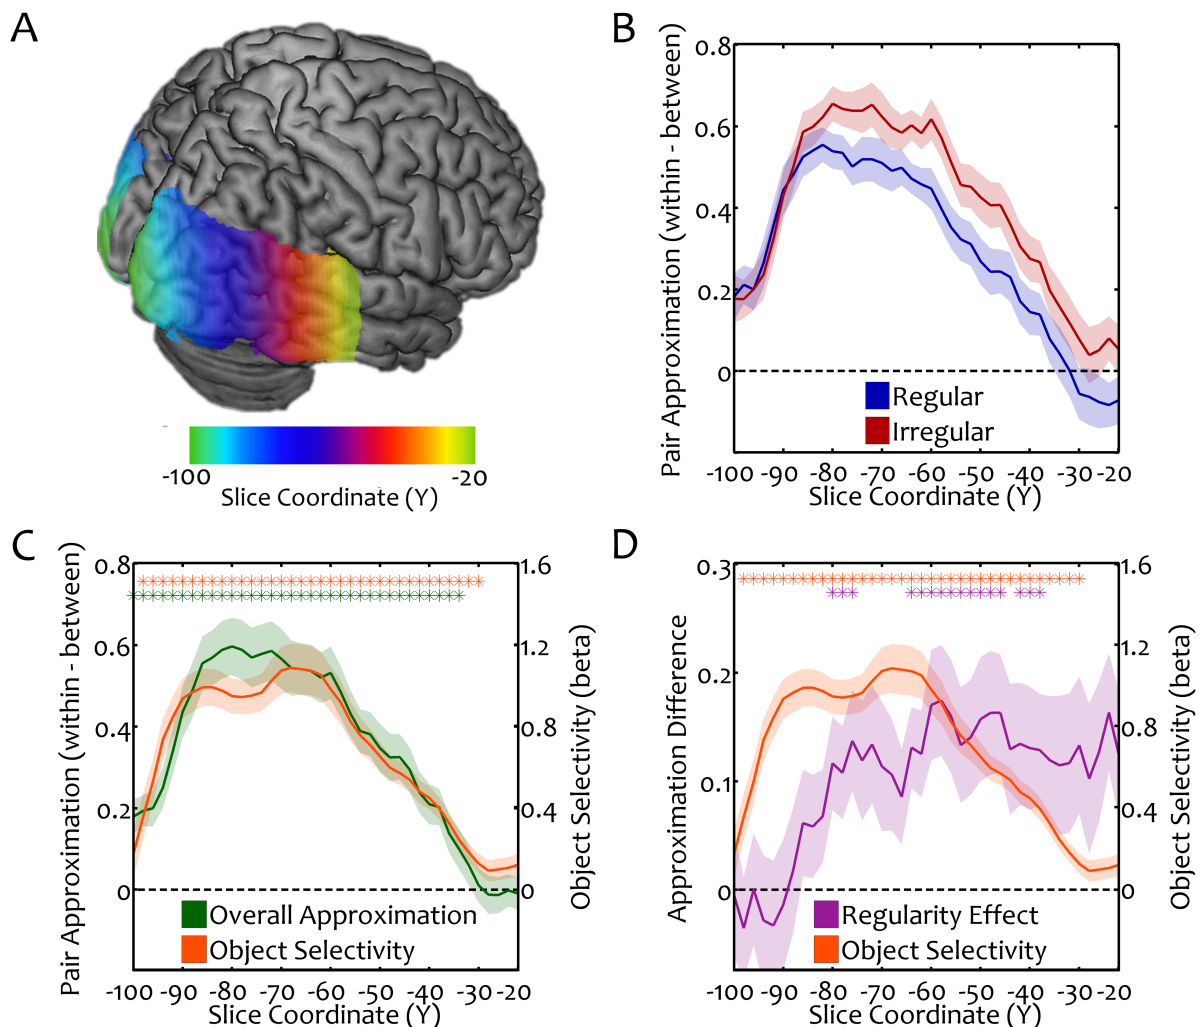 A
-100
-20
Slice Coordinate (Y)
B
Pair Approximation (within - between)
0.8
0.6
0.4
0.2
0
Regular
Irregular
-100 -90 -80 -70 -60 -50 -40 -30 -20
Slice Coordinate (Y)
C
Pair Approximation (within - between)
0.8
0.6
0.4
0.2
0
1.6
1.2
0.8
0.4
0
Object Selectivity (beta)
Overall Approximation
Object Selectivity
-100 -90 -80 -70 -60 -50 -40 -30 -20
Slice Coordinate (Y)
D
Approximation Difference
0.3
0.2
0.1
0
1.6
1.2
0.8
0.4
0
Object Selectivity (beta)
Regularity Effect
Object Selectivity
-100 -90 -80 -70 -60 -50 -40 -30 -20
Slice Coordinate (Y)